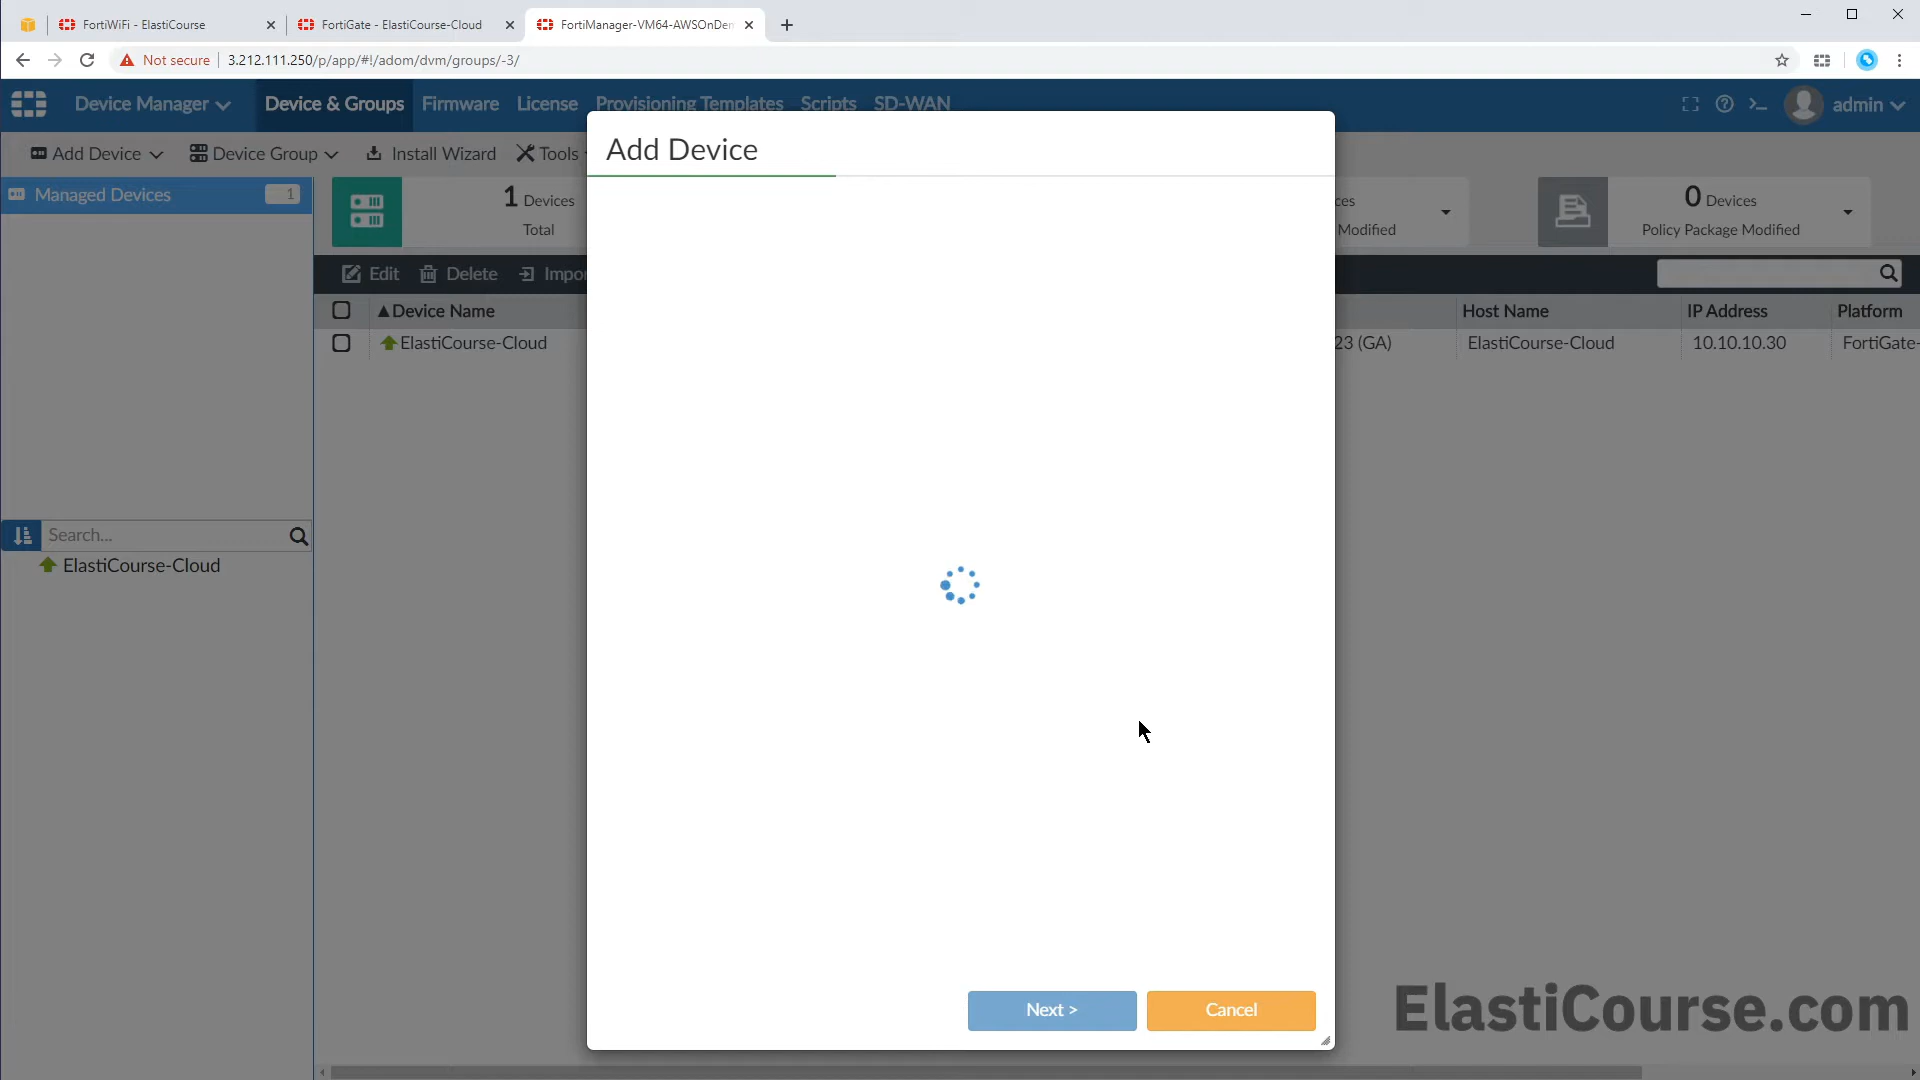 FortiWiFi - ElastiCourse
FortiGate - ElastiCourse-Cloud
FortiManager-VM64-AWSOnDem
Not secure
3.212.111.250/p/app/#!/adom/dvm/groups/-3/
Device Manager
Device & Groups
Firmware
License
Provisioning Templates
Scripts
SD-WAN
admin
Add Device
Device Group
Install Wizard
Tools
Add Device
Managed Devices
1
1 Devices
Total
Modified
0 Devices
Policy Package Modified
Edit
Delete
Device Name
Host Name
IP Address
Platform
ElastiCourse-Cloud
23 (GA)
ElastiCourse-Cloud
10.10.10.30
FortiGate-
Search...
ElastiCourse-Cloud
Next >
Cancel
ElastiCourse.com